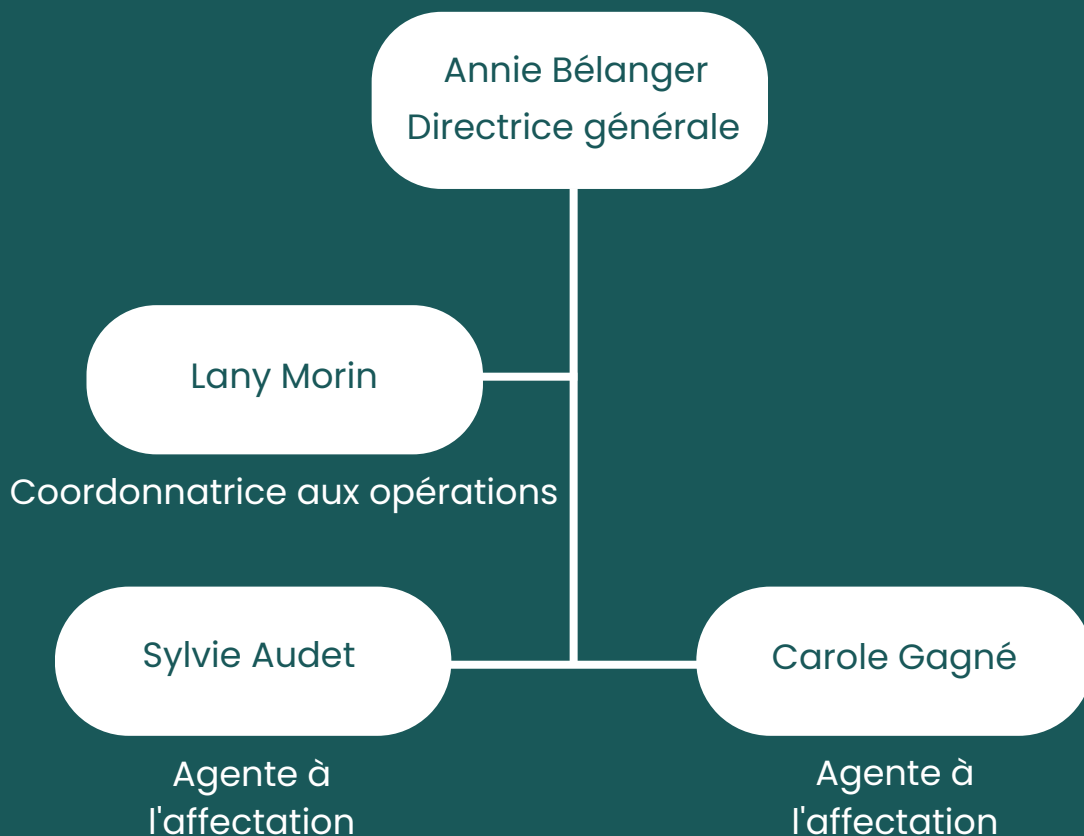 Annie Bélanger
Directrice générale
Lany Morin
Coordonnatrice aux opérations
Sylvie Audet
Agente à
l'affectation
Carole Gagné
Agente à
l'affectation